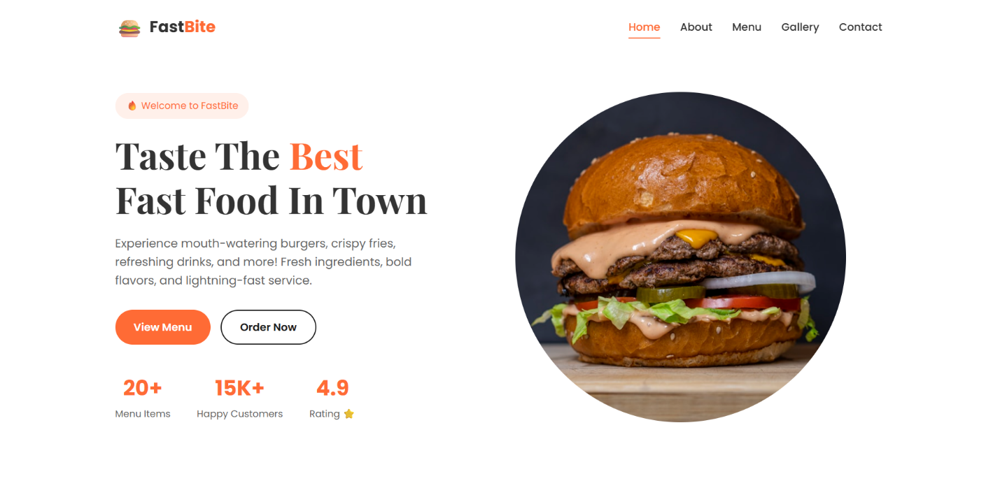 FastBite
Home About Menu Gallery Contact
🔥 Welcome to FastBite
Taste The Best
Fast Food In Town
Experience mouth-watering burgers, crispy fries,
refreshing drinks, and more! Fresh ingredients, bold
flavors, and lightning-fast service.
View Menu Order Now
20+ 15K+ 4.9
Menu Items Happy Customers Rating ⭐